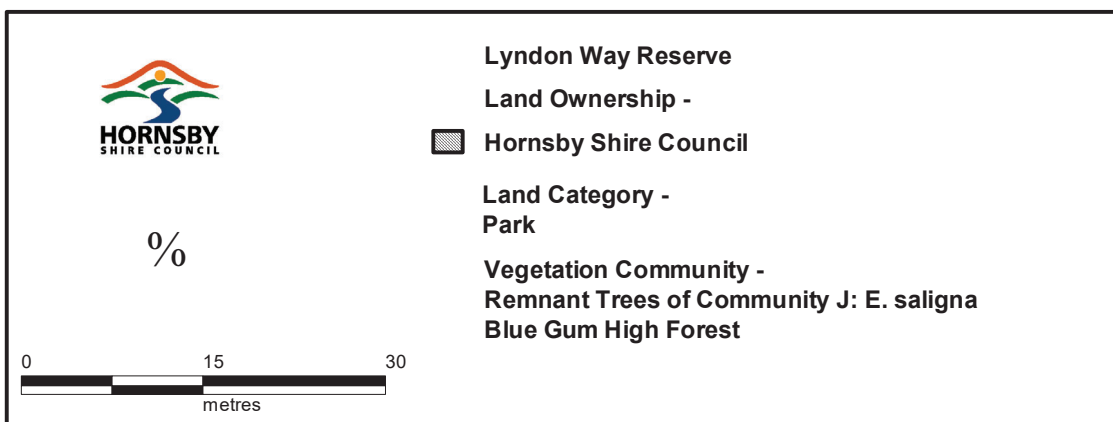 HORNSBY
SHIRE COUNCIL
%
0 15 30
metres
Lyndon Way Reserve
Land Ownership -
Hornsby Shire Council
Land Category -
Park
Vegetation Community -
Remnant Trees of Community J: E. saligna
Blue Gum High Forest